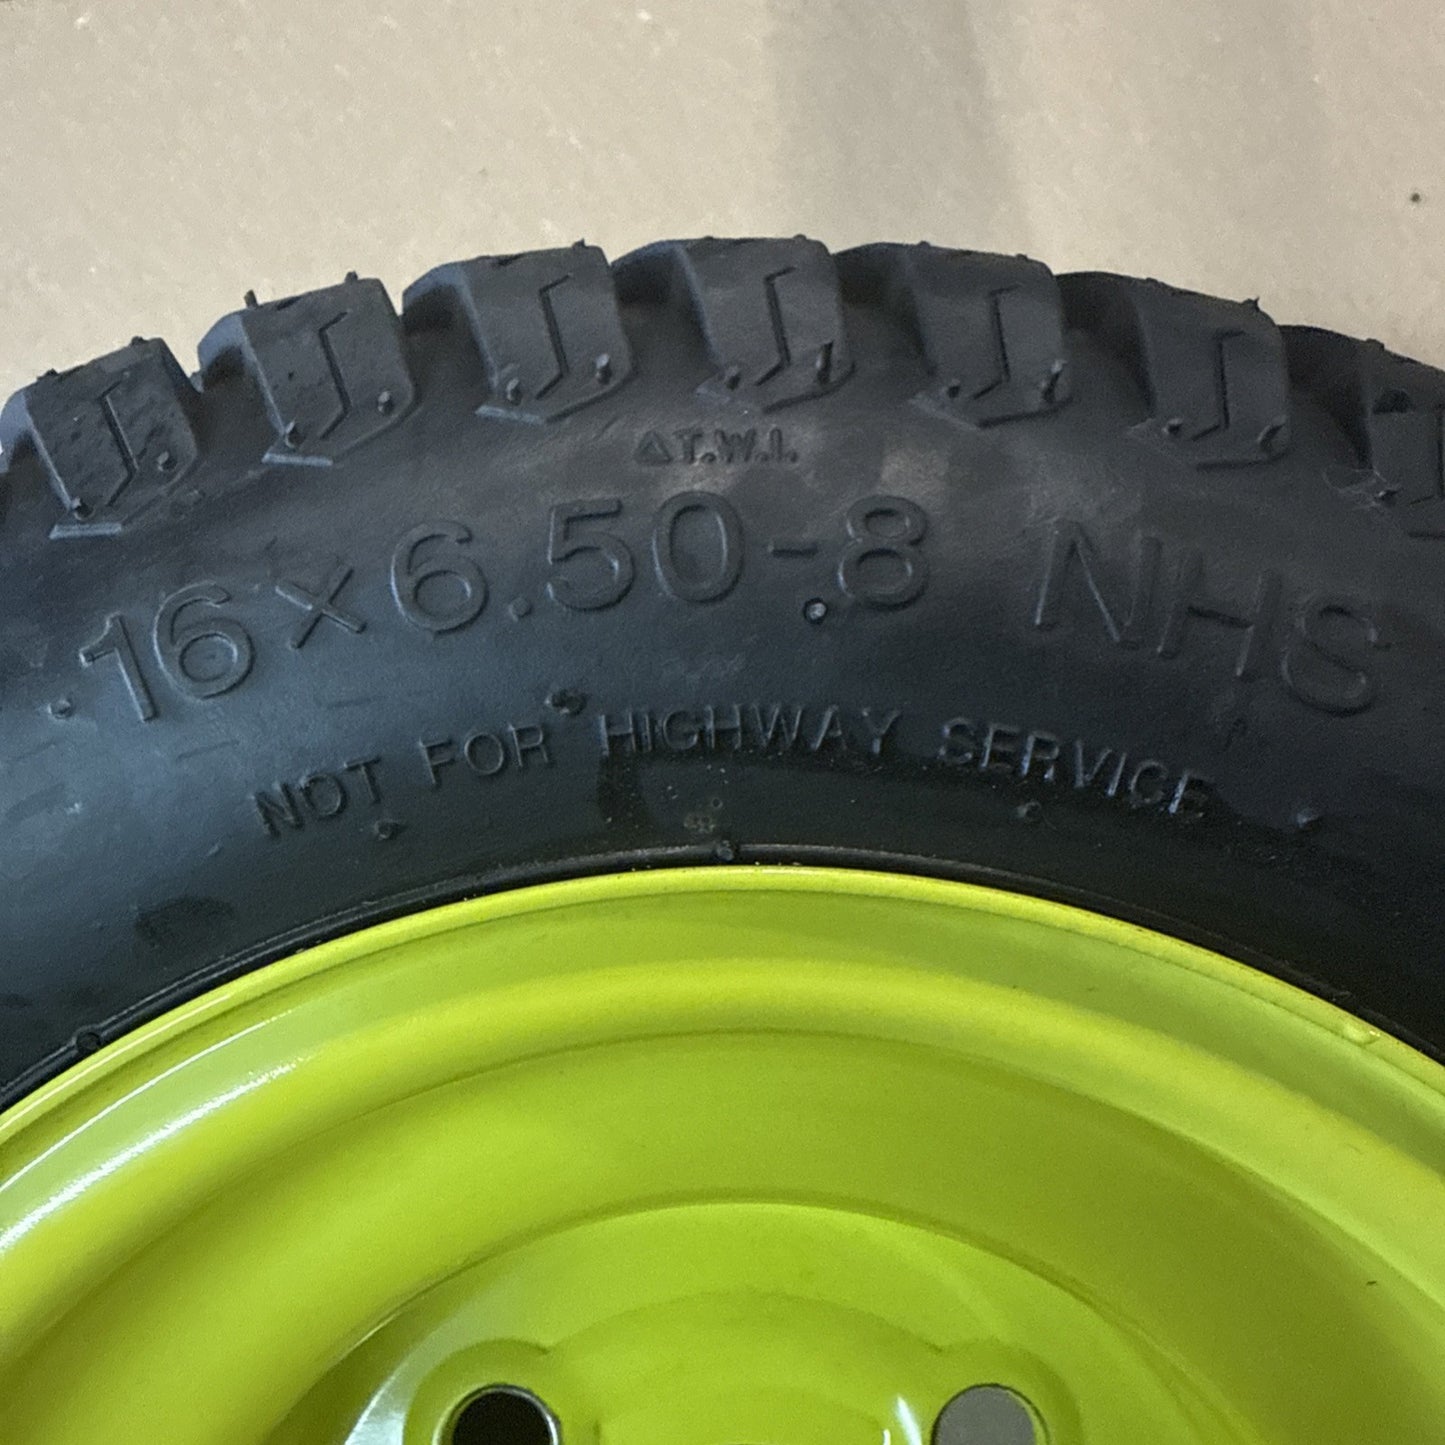 △T.W.I.
16×6.50-8 NHS
NOT FOR HIGHWAY SERVICE